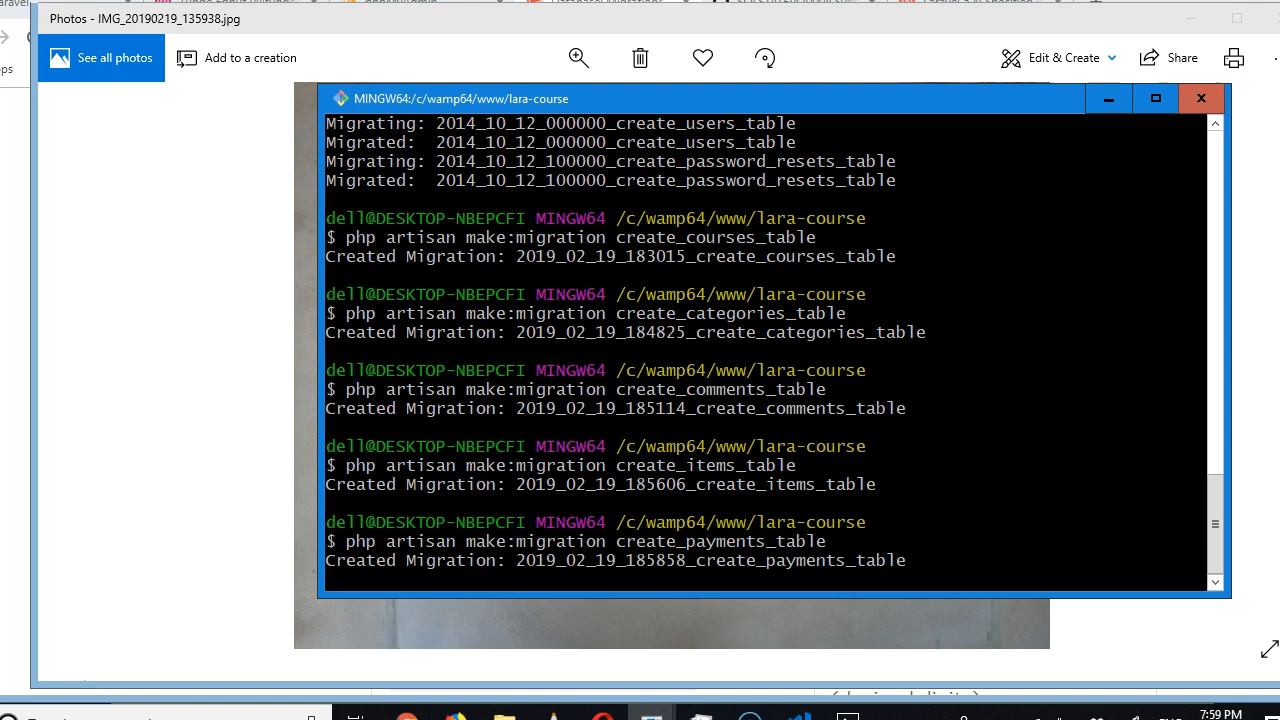 Photos - IMG_20190219_135938.jpg
See all photos
Add to a creation
Edit & Create
Share
MINGW64:/c/wamp64/www/lara-course
Migrating: 2014_10_12_000000_create_users_table
Migrated:  2014_10_12_000000_create_users_table
Migrating: 2014_10_12_100000_create_password_resets_table
Migrated:  2014_10_12_100000_create_password_resets_table
dell@DESKTOP-NBEPCFI MINGW64 /c/wamp64/www/lara-course
$ php artisan make:migration create_courses_table
Created Migration: 2019_02_19_183015_create_courses_table
dell@DESKTOP-NBEPCFI MINGW64 /c/wamp64/www/lara-course
$ php artisan make:migration create_categories_table
Created Migration: 2019_02_19_184825_create_categories_table
dell@DESKTOP-NBEPCFI MINGW64 /c/wamp64/www/lara-course
$ php artisan make:migration create_comments_table
Created Migration: 2019_02_19_185114_create_comments_table
dell@DESKTOP-NBEPCFI MINGW64 /c/wamp64/www/lara-course
$ php artisan make:migration create_items_table
Created Migration: 2019_02_19_185606_create_items_table
dell@DESKTOP-NBEPCFI MINGW64 /c/wamp64/www/lara-course
$ php artisan make:migration create_payments_table
Created Migration: 2019_02_19_185858_create_payments_table
7:59 PM